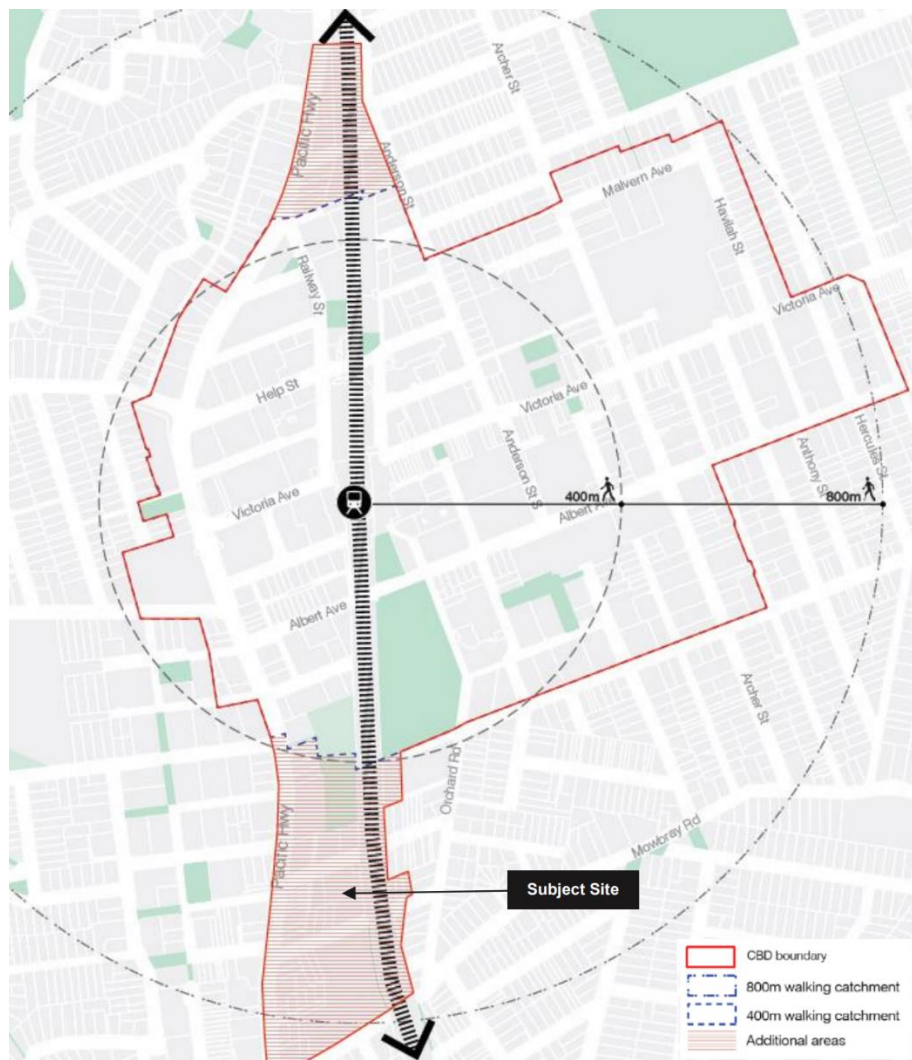 Archer St
Pacific Hwy
Anderson St
Malvern Ave
Havilah St
Railway St
Victoria Ave
Help St
Victoria Ave
Hercules St
Anthony St
Anderson St S
400m
800m
Albert Ave
Victoria Ave
Albert Ave
Archer St
Orchard Rd
Mowbray Rd
Pacific Hwy
Subject Site
CBD boundary
800m walking catchment
400m walking catchment
Additional areas